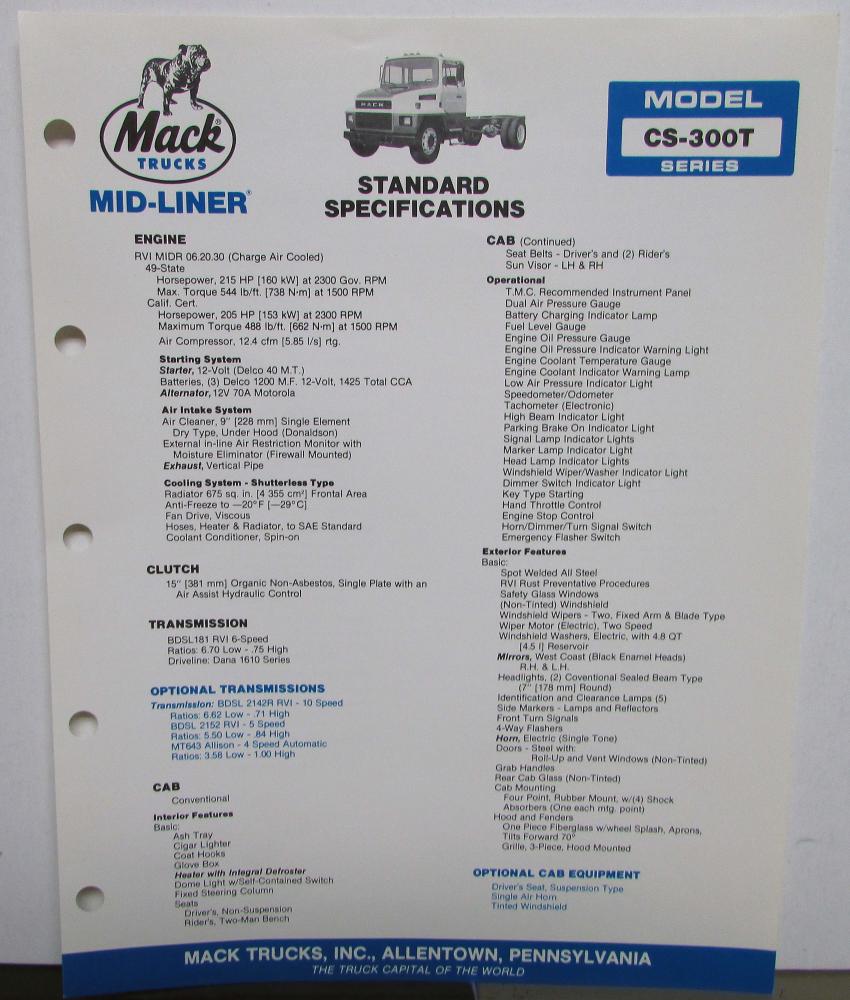 Mack®
TRUCKS
MID-LINER®
MACK
STANDARD
SPECIFICATIONS
MODEL
CS-300T
SERIES
ENGINE
RVI MIDR 06.20.30 (Charge Air Cooled)
49-State
Horsepower, 215 HP [160 kW] at 2300 Gov. RPM
Max. Torque 544 lb/ft. [738 N·m] at 1500 RPM
Calif. Cert.
Horsepower, 205 HP [153 kW] at 2300 RPM
Maximum Torque 488 lb/ft. [662 N·m] at 1500 RPM
Air Compressor, 12.4 cfm [5.85 l/s] rtg.
Starting System
Starter, 12-Volt (Delco 40 M.T.)
Batteries, (3) Delco 1200 M.F. 12-Volt, 1425 Total CCA
Alternator, 12V 70A Motorola
Air Intake System
Air Cleaner, 9" [228 mm] Single Element
Dry Type, Under Hood (Donaldson)
External in-line Air Restriction Monitor with
Moisture Eliminator (Firewall Mounted)
Exhaust, Vertical Pipe
Cooling System - Shutterless Type
Radiator 675 sq. in. [4 355 cm²] Frontal Area
Anti-Freeze to —20°F [—29°C]
Fan Drive, Viscous
Hoses, Heater & Radiator, to SAE Standard
Coolant Conditioner, Spin-on
CLUTCH
15" [381 mm] Organic Non-Asbestos, Single Plate with an
Air Assist Hydraulic Control
TRANSMISSION
BDSL181 RVI 6-Speed
Ratios: 6.70 Low - .75 High
Driveline: Dana 1610 Series
OPTIONAL TRANSMISSIONS
Transmission: BDSL 2142R RVI - 10 Speed
Ratios: 6.62 Low - .71 High
BDSL 2152 RVI - 5 Speed
Ratios: 5.50 Low - .84 High
MT643 Allison - 4 Speed Automatic
Ratios: 3.58 Low - 1.00 High
CAB
Conventional
Interior Features
Basic:
Ash Tray
Cigar Lighter
Coat Hooks
Glove Box
Heater with Integral Defroster
Dome Light w/Self-Contained Switch
Fixed Steering Column
Seats
Driver's, Non-Suspension
Rider's, Two-Man Bench
CAB (Continued)
Seat Belts - Driver's and (2) Rider's
Sun Visor - LH & RH
Operational
T.M.C. Recommended Instrument Panel
Dual Air Pressure Gauge
Battery Charging Indicator Lamp
Fuel Level Gauge
Engine Oil Pressure Gauge
Engine Oil Pressure Indicator Warning Light
Engine Coolant Temperature Gauge
Engine Coolant Indicator Warning Lamp
Low Air Pressure Indicator Light
Speedometer/Odometer
Tachometer (Electronic)
High Beam Indicator Light
Parking Brake On Indicator Light
Signal Lamp Indicator Lights
Marker Lamp Indicator Light
Head Lamp Indicator Lights
Windshield Wiper/Washer Indicator Light
Dimmer Switch Indicator Light
Key Type Starting
Hand Throttle Control
Engine Stop Control
Horn/Dimmer/Turn Signal Switch
Emergency Flasher Switch
Exterior Features
Basic:
Spot Welded All Steel
RVI Rust Preventative Procedures
Safety Glass Windows
(Non-Tinted) Windshield
Windshield Wipers - Two, Fixed Arm & Blade Type
Wiper Motor (Electric), Two Speed
Windshield Washers, Electric, with 4.8 QT
[4.5 l] Reservoir
Mirrors, West Coast (Black Enamel Heads)
R.H. & L.H.
Headlights, (2) Coventional Sealed Beam Type
(7" [178 mm] Round)
Identification and Clearance Lamps (5)
Side Markers - Lamps and Reflectors
Front Turn Signals
4-Way Flashers
Horn, Electric (Single Tone)
Doors - Steel with:
Roll-Up and Vent Windows (Non-Tinted)
Grab Handles
Rear Cab Glass (Non-Tinted)
Cab Mounting
Four Point, Rubber Mount, w/(4) Shock
Absorbers (One each mtg. point)
Hood and Fenders
One Piece Fiberglass w/wheel Splash, Aprons,
Tilts Forward 70°
Grille, 3-Piece, Hood Mounted
OPTIONAL CAB EQUIPMENT
Driver's Seat, Suspension Type
Single Air Horn
Tinted Windshield
MACK TRUCKS, INC., ALLENTOWN, PENNSYLVANIA
THE TRUCK CAPITAL OF THE WORLD